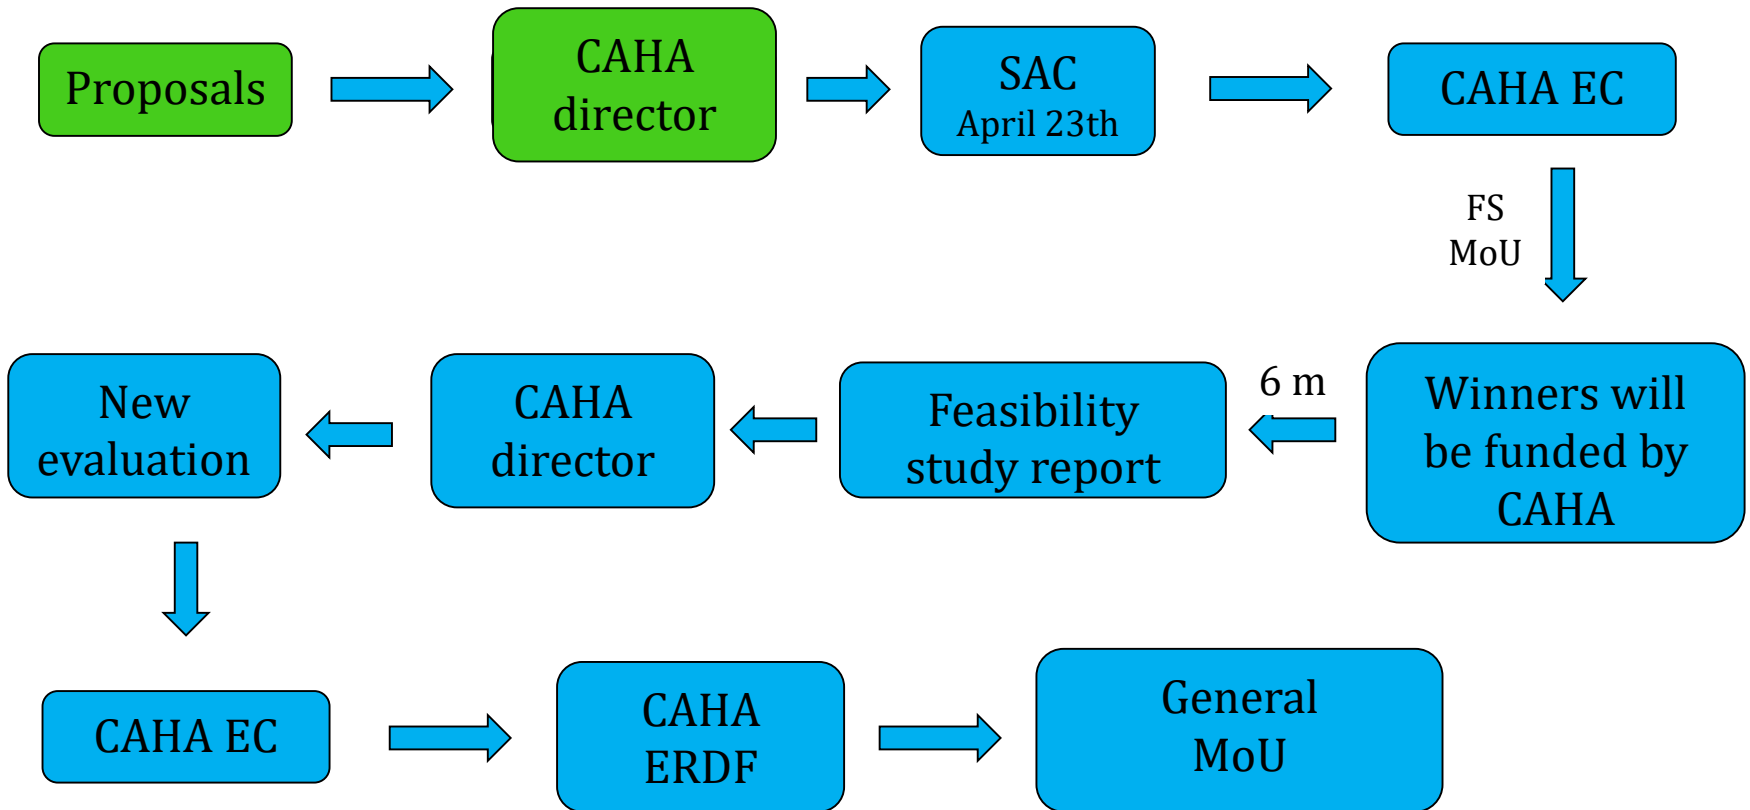 Proposals
CAHA
director
SAC
April 23th
CAHA EC
FS
MoU
Winners will
be funded by
CAHA
6 m
Feasibility
study report
CAHA
director
New
evaluation
CAHA EC
CAHA
ERDF
General
MoU